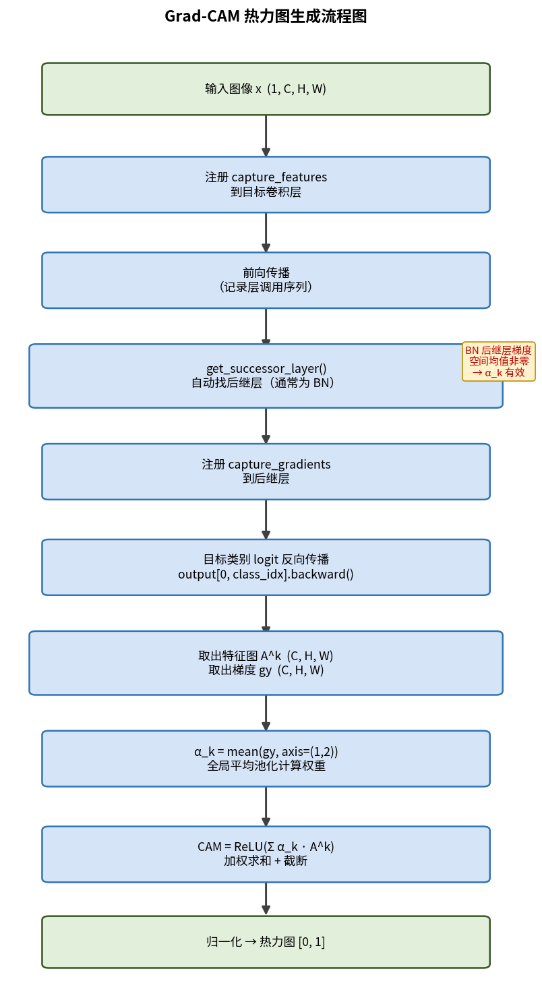 Grad-CAM 热力图生成流程图
输入图像 x (1, C, H, W)
注册 capture_features
到目标卷积层
前向传播
（记录层调用序列）
get_successor_layer()
自动找后继层（通常为 BN）
BN 后继层梯度
空间均值非零
→ α_k 有效
注册 capture_gradients
到后继层
目标类别 logit 反向传播
output[0, class_idx].backward()
取出特征图 A^k (C, H, W)
取出梯度 gy (C, H, W)
α_k = mean(gy, axis=(1,2))
全局平均池化计算权重
CAM = ReLU(Σ α_k · A^k)
加权求和 + 截断
归一化 → 热力图 [0, 1]